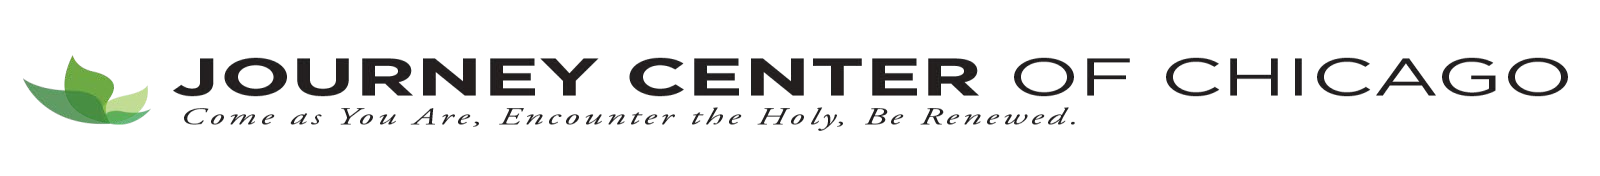 JOURNEY CENTER OF CHICAGO
Come as You Are, Encounter the Holy, Be Renewed.